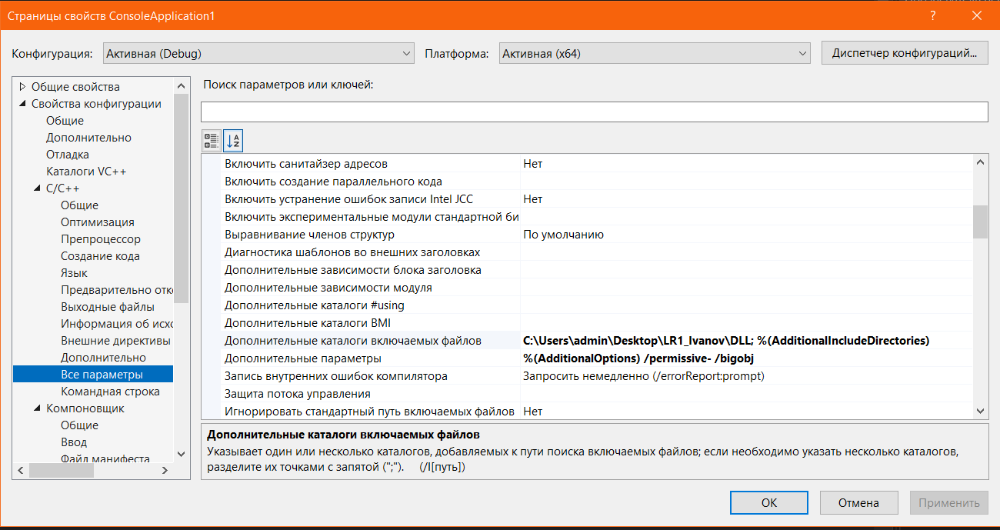 Страницы свойств ConsoleApplication1
?
Конфигурация:
Активная (Debug)
Платформа:
Активная (x64)
Диспетчер конфигураций...
Общие свойства
Свойства конфигурации
Общие
Дополнительно
Отладка
Каталоги VC++
C/C++
Общие
Оптимизация
Препроцессор
Создание кода
Язык
Предварительно отк
Выходные файлы
Информация об исхо
Внешние директивы
Дополнительно
Все параметры
Командная строка
Компоновщик
Общие
Ввод
Файл манифеста
Поиск параметров или ключей:
Включить санитайзер адресов Нет
Включить создание параллельного кода
Включить устранение ошибок записи Intel JCC Нет
Включить экспериментальные модули стандартной би
Выравнивание членов структур По умолчанию
Диагностика шаблонов во внешних заголовках
Дополнительные зависимости блока заголовка
Дополнительные зависимости модуля
Дополнительные каталоги #using
Дополнительные каталоги BMI
Дополнительные каталоги включаемых файлов C:\Users\admin\Desktop\LR1_Ivanov\DLL; %(AdditionalIncludeDirectories)
Дополнительные параметры %(AdditionalOptions) /permissive- /bigobj
Запись внутренних ошибок компилятора Запросить немедленно (/errorReport:prompt)
Защита потока управления
Игнорировать стандартный путь включаемых файлов Нет
Дополнительные каталоги включаемых файлов
Указывает один или несколько каталогов, добавляемых к пути поиска включаемых файлов; если необходимо указать несколько каталогов,
разделите их точками с запятой (";"). (/I[путь])
ОК
Отмена
Применить